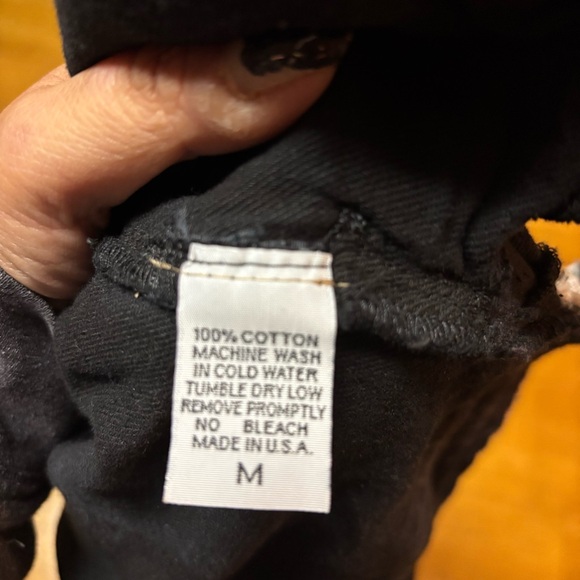 100% COTTON
MACHINE WASH
IN COLD WATER
TUMBLE DRY LOW
REMOVE PROMPTLY
NO BLEACH
MADE IN U.S.A.
M